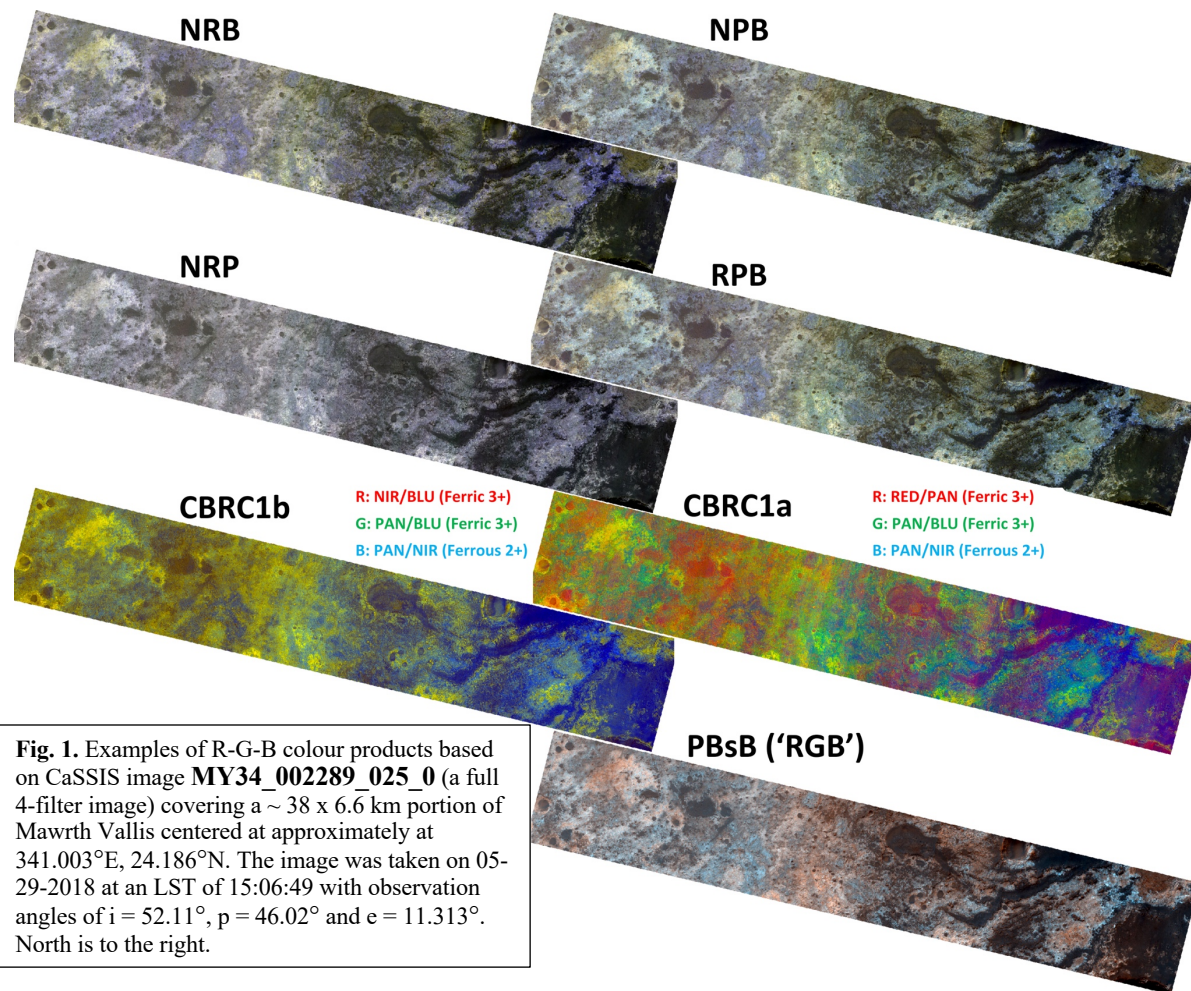 NRB
NPB
NRP
RPB
CBRC1b
R: NIR/BLU (Ferric 3+)
G: PAN/BLU (Ferric 3+)
B: PAN/NIR (Ferrous 2+)
CBRC1a
R: RED/PAN (Ferric 3+)
G: PAN/BLU (Ferric 3+)
B: PAN/NIR (Ferrous 2+)
PBsB (‘RGB’)
Fig. 1. Examples of R-G-B colour products based
on CaSSIS image MY34_002289_025_0 (a full
4-filter image) covering a ~ 38 x 6.6 km portion of
Mawrth Vallis centered at approximately at
341.003°E, 24.186°N. The image was taken on 05-
29-2018 at an LST of 15:06:49 with observation
angles of i = 52.11°, p = 46.02° and e = 11.313°.
North is to the right.